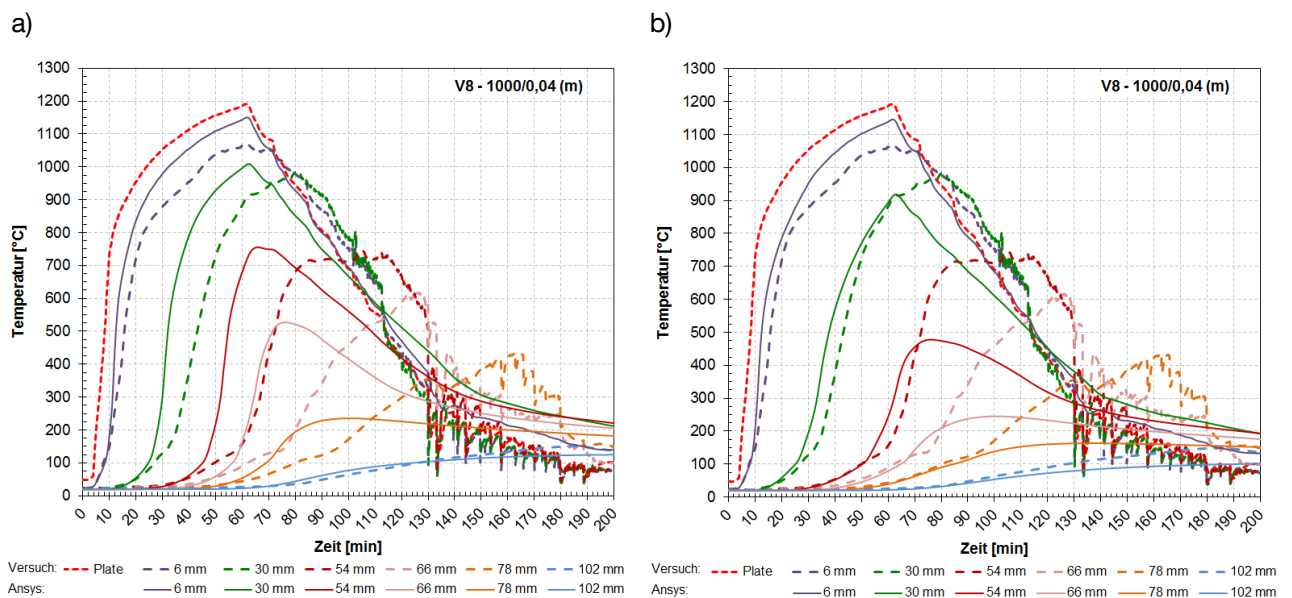 a)
V8 - 1000/0,04 (m)
Temperatur [°C]
1300
1200
1100
1000
900
800
700
600
500
400
300
200
100
0
0 10 20 30 40 50 60 70 80 90 100 110 120 130 140 150 160 170 180 190 200
Zeit [min]
Versuch: Plate 6 mm 30 mm 54 mm 66 mm 78 mm 102 mm
Ansys: 6 mm 30 mm 54 mm 66 mm 78 mm 102 mm
b)
V8 - 1000/0,04 (m)
Temperatur [°C]
1300
1200
1100
1000
900
800
700
600
500
400
300
200
100
0
0 10 20 30 40 50 60 70 80 90 100 110 120 130 140 150 160 170 180 190 200
Zeit [min]
Versuch: Plate 6 mm 30 mm 54 mm 66 mm 78 mm 102 mm
Ansys: 6 mm 30 mm 54 mm 66 mm 78 mm 102 mm